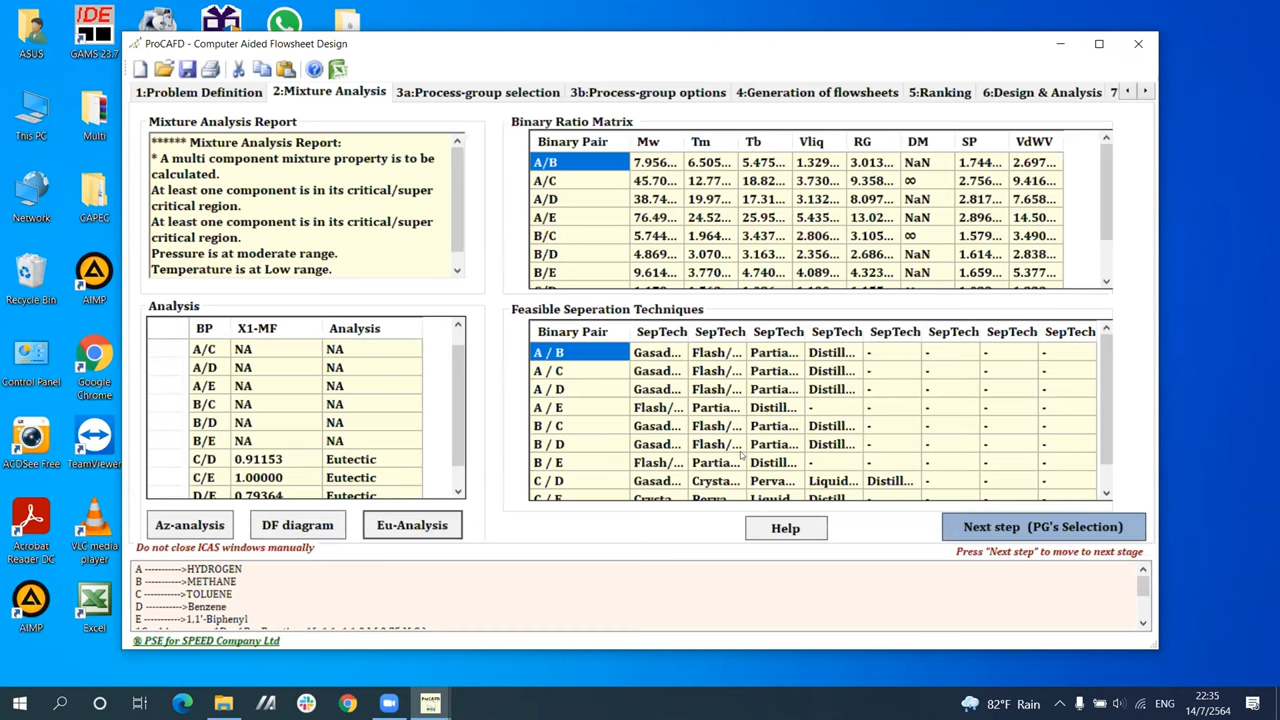 ProCAFD - Computer Aided Flowsheet Design
1:Problem Definition 2:Mixture Analysis 3a:Process-group selection 3b:Process-group options 4:Generation of flowsheets 5:Ranking 6:Design & Analysis 7
Mixture Analysis Report
****** Mixture Analysis Report:
* A multi component mixture property is to be
calculated.
At least one component is in its critical/super
critical region.
At least one component is in its critical/super
critical region.
Pressure is at moderate range.
Temperature is at Low range.
Binary Ratio Matrix
Binary Pair Mw Tm Tb Vliq RG DM SP VdWV
A/B 7.956... 6.505... 5.475... 1.329... 3.013... NaN 1.744... 2.697...
A/C 45.70... 12.77... 18.82... 3.730... 9.358... ∞ 2.756... 9.416...
A/D 38.74... 19.97... 17.31... 3.132... 8.097... NaN 2.817... 7.658...
A/E 76.49... 24.52... 25.95... 5.435... 13.02... NaN 2.896... 14.50...
B/C 5.744... 1.964... 3.437... 2.806... 3.105... ∞ 1.579... 3.490...
B/D 4.869... 3.070... 3.163... 2.356... 2.686... NaN 1.614... 2.838...
B/E 9.614... 3.770... 4.740... 4.089... 4.323... NaN 1.659... 5.377...
Analysis
BP X1-MF Analysis
A/C NA NA
A/D NA NA
A/E NA NA
B/C NA NA
B/D NA NA
B/E NA NA
C/D 0.91153 Eutectic
C/E 1.00000 Eutectic
D/E 0.79364 Eutectic
Az-analysis DF diagram Eu-Analysis
Do not close ICAS windows manually
Feasible Seperation Techniques
Binary Pair SepTech SepTech SepTech SepTech SepTech SepTech SepTech SepTech
A / B Gasad... Flash/... Partia... Distill... - - - -
A / C Gasad... Flash/... Partia... Distill... - - - -
A / D Gasad... Flash/... Partia... Distill... - - - -
A / E Flash/... Partia... Distill... - - - - -
B / C Gasad... Flash/... Partia... Distill... - - - -
B / D Gasad... Flash/... Partia... Distill... - - - -
B / E Flash/... Partia... Distill... - - - - -
C / D Gasad... Crysta... Perva... Liquid... Distill... - - -
C / E Crysta... Perva... Liquid... Distill... - - - -
Help
Next step (PG's Selection)
Press "Next step" to move to next stage
A ----------->HYDROGEN
B ----------->METHANE
C ----------->TOLUENE
D ----------->Benzene
E ----------->1,1'-Biphenyl
® PSE for SPEED Company Ltd
ASUS
IDE
GAMS 23.7
This PC
Multi
Network
CAPEC
Recycle Bin
AIMP
Control Panel
Google
Chrome
ACDSee Free
TeamViewer
Acrobat
Reader DC
VLC media
player
AIMP
Excel
82°F Rain
ENG
22:35
14/7/2564